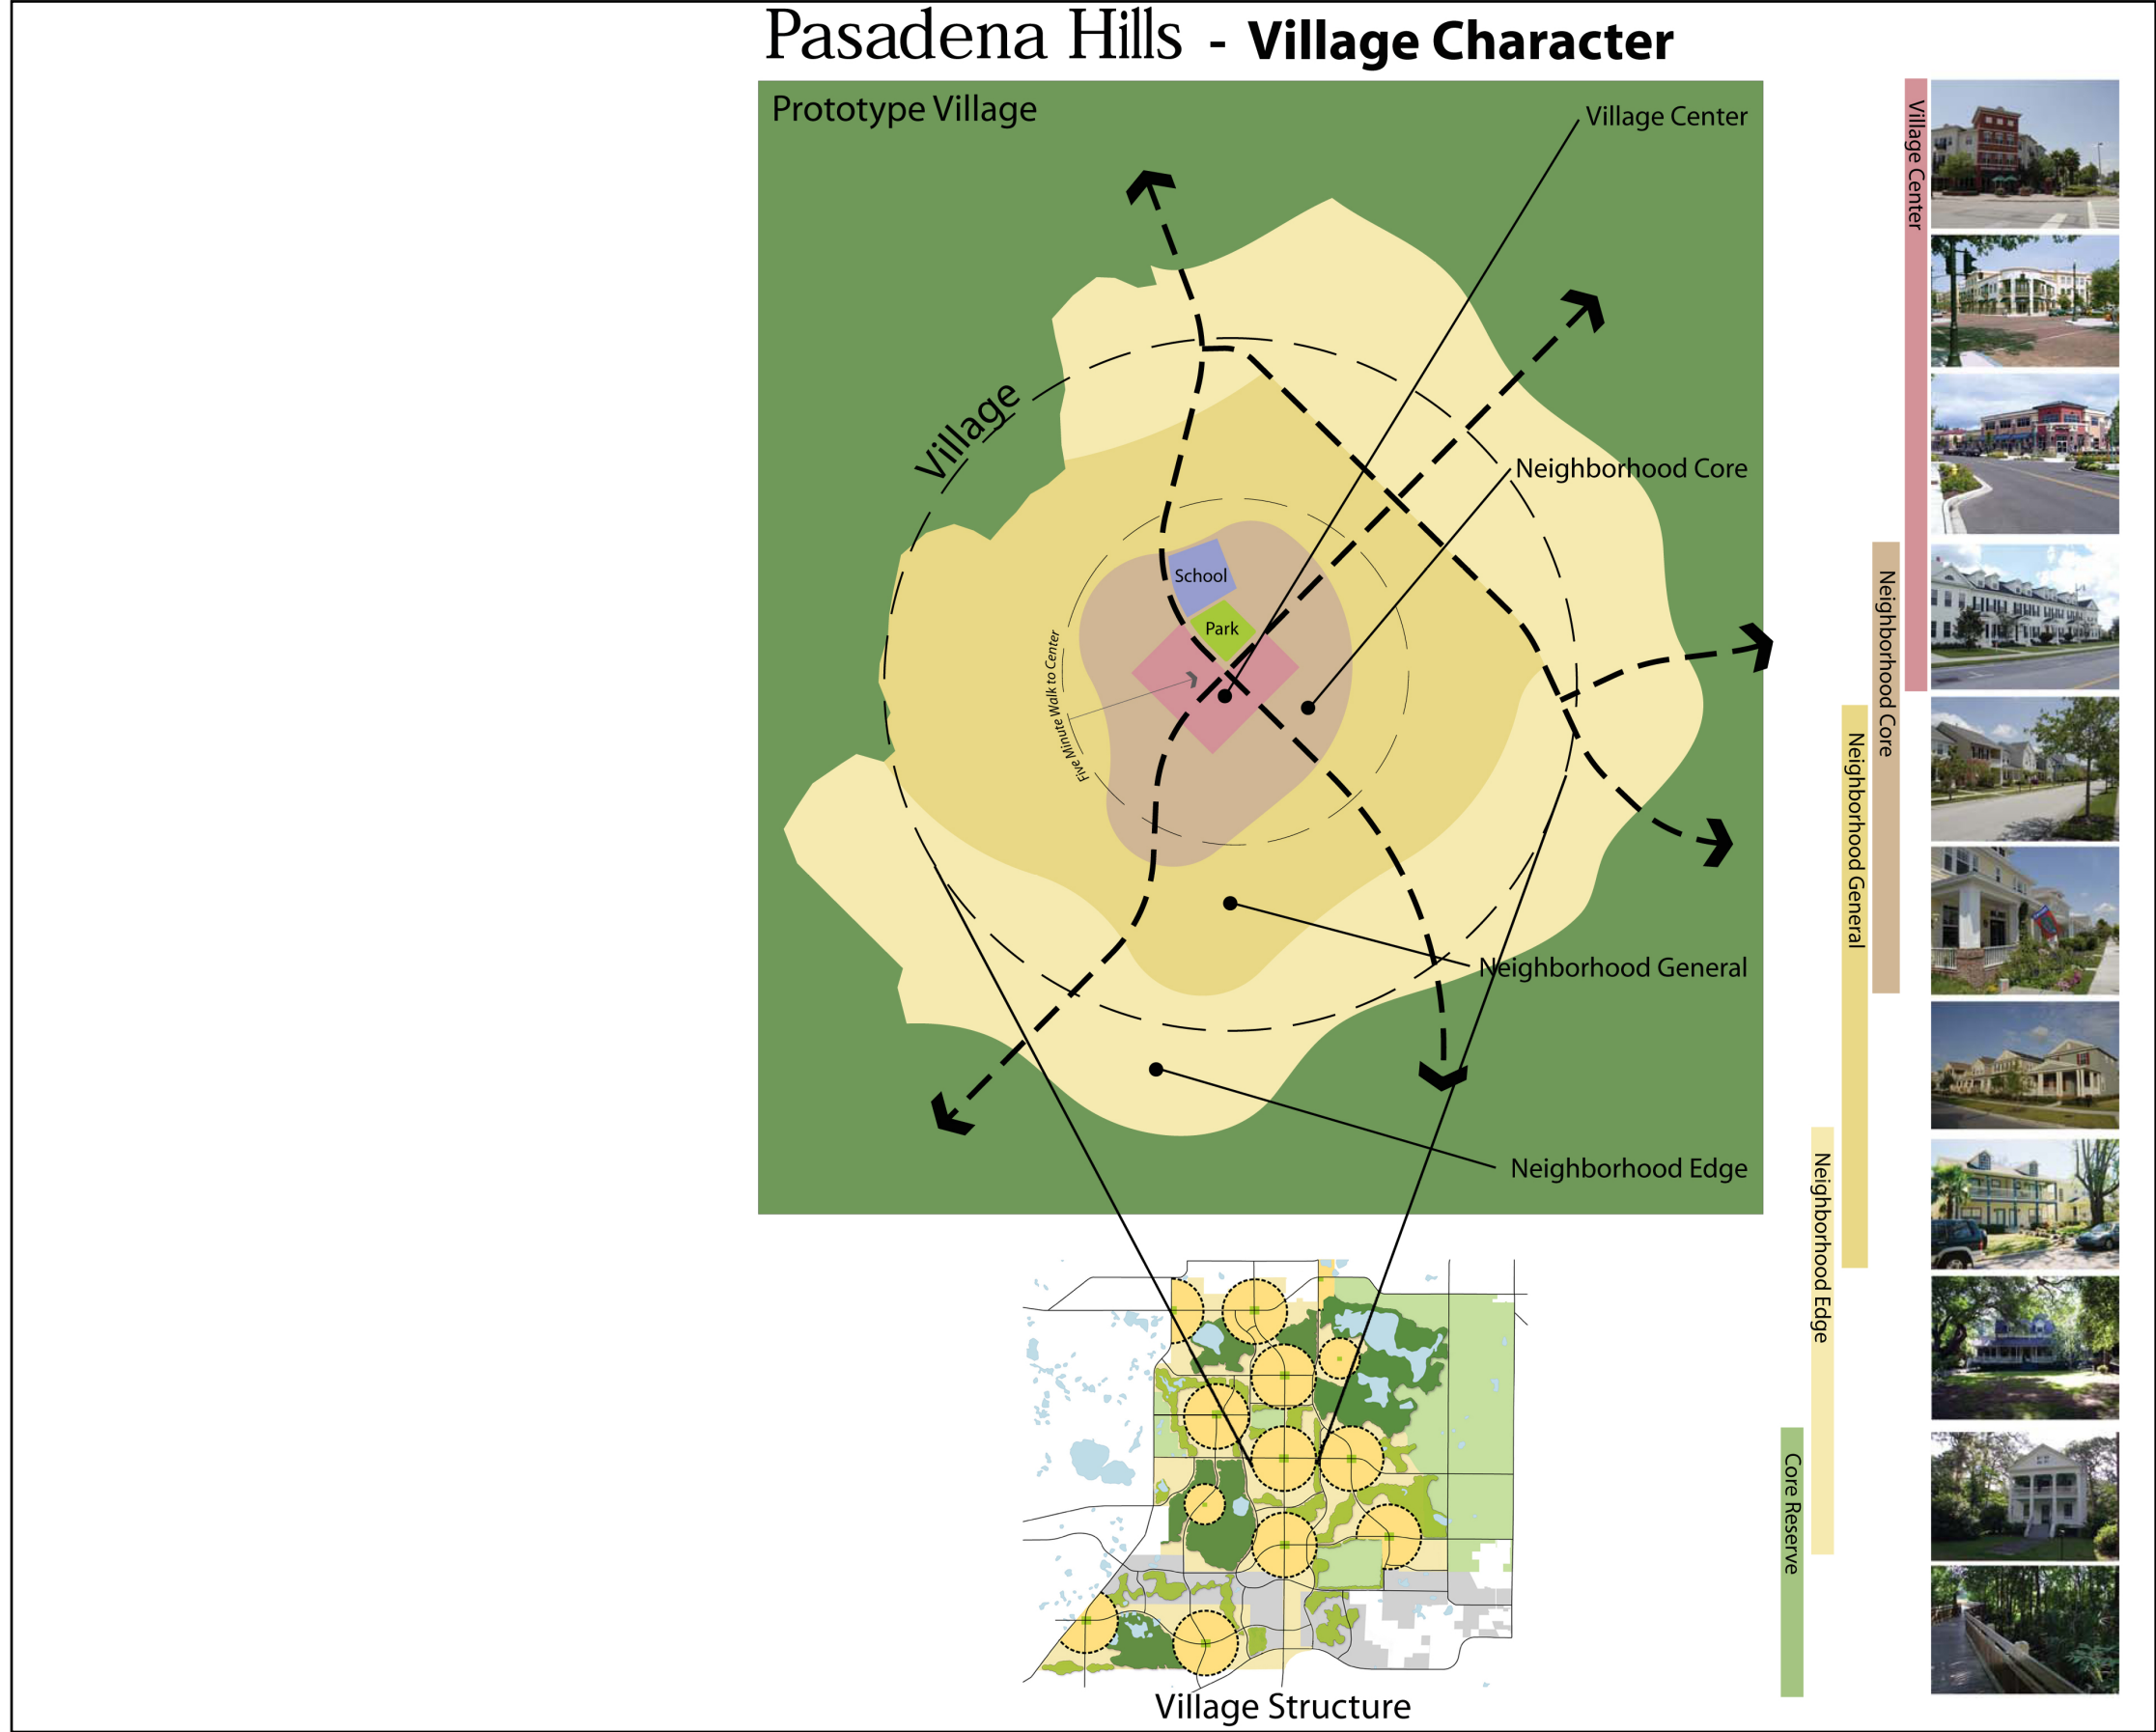 Pasadena Hills - Village Character
Prototype Village
Village Center
Village
Neighborhood Core
School
Park
Five Minute Walk to Center
Neighborhood General
Neighborhood Edge
Village Structure
Village Center
Neighborhood Core
Neighborhood General
Neighborhood Edge
Core Reserve